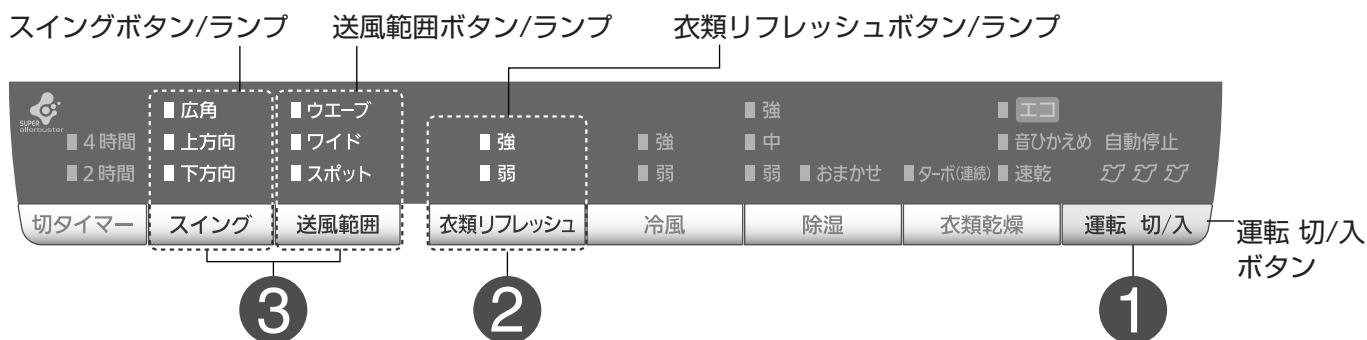 スイングボタン/ランプ 送風範囲ボタン/ランプ 衣類リフレッシュボタン/ランプ
SUPER
allerbuster
広角 ウエーブ 強 エコ
4時間 上方向 ワイド 強 強 中 音ひかえめ 自動停止
2時間 下方向 スポット 弱 弱 弱 おまかせ ターボ(連続) 速乾
切タイマー スイング 送風範囲 衣類リフレッシュ 冷風 除湿 衣類乾燥 運転 切/入
運転 切/入
ボタン
3 2 1